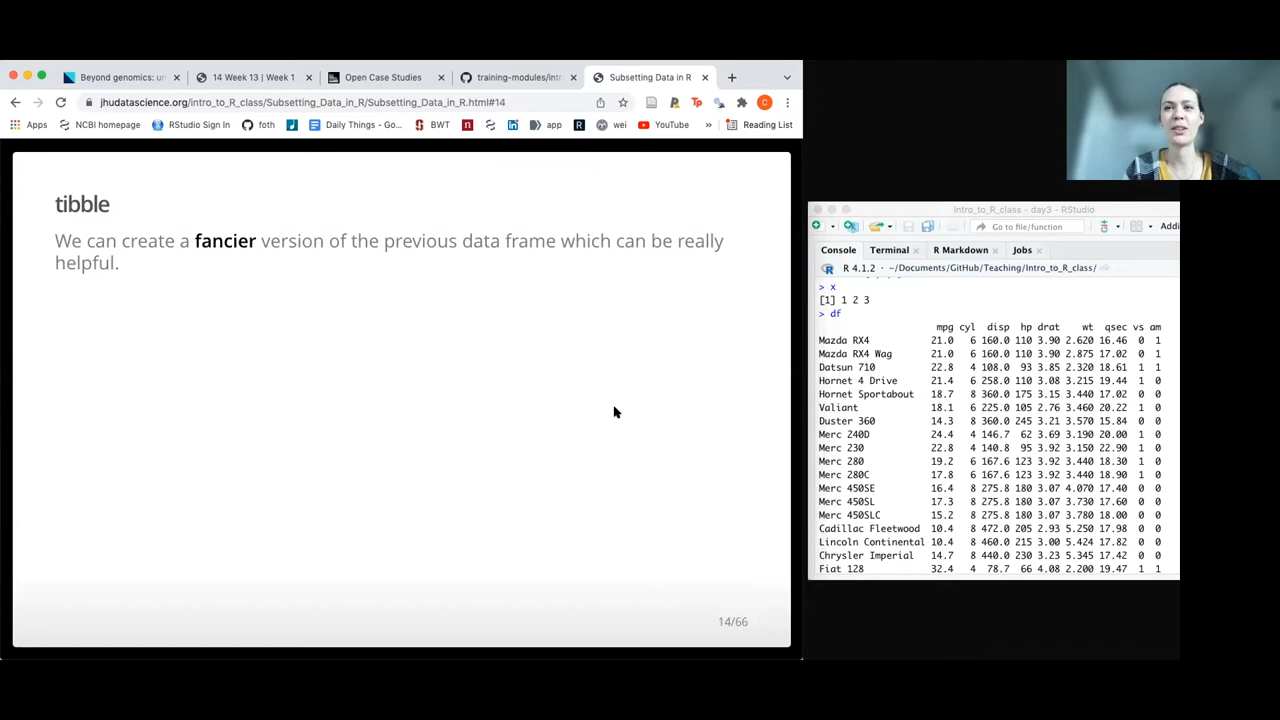 Beyond genomics: un
14 Week 13 | Week 1
Open Case Studies
training-modules/intr
Subsetting Data in R
jhudatascience.org/intro_to_R_class/Subsetting_Data_in_R/Subsetting_Data_in_R.html#14
Apps
NCBI homepage
RStudio Sign In
foth
Daily Things - Go...
BWT
app
wei
YouTube
»
Reading List
tibble
We can create a fancier version of the previous data frame which can be really
helpful.
14/66
Intro_to_R_class - day3 - RStudio
Go to file/function
Addi
Console Terminal R Markdown Jobs
R 4.1.2 · ~/Documents/GitHub/Teaching/Intro_to_R_class/
> x
[1] 1 2 3
> df
mpg cyl disp hp drat wt qsec vs am
Mazda RX4 21.0 6 160.0 110 3.90 2.620 16.46 0 1
Mazda RX4 Wag 21.0 6 160.0 110 3.90 2.875 17.02 0 1
Datsun 710 22.8 4 108.0 93 3.85 2.320 18.61 1 1
Hornet 4 Drive 21.4 6 258.0 110 3.08 3.215 19.44 1 0
Hornet Sportabout 18.7 8 360.0 175 3.15 3.440 17.02 0 0
Valiant 18.1 6 225.0 105 2.76 3.460 20.22 1 0
Duster 360 14.3 8 360.0 245 3.21 3.570 15.84 0 0
Merc 240D 24.4 4 146.7 62 3.69 3.190 20.00 1 0
Merc 230 22.8 4 140.8 95 3.92 3.150 22.90 1 0
Merc 280 19.2 6 167.6 123 3.92 3.440 18.30 1 0
Merc 280C 17.8 6 167.6 123 3.92 3.440 18.90 1 0
Merc 450SE 16.4 8 275.8 180 3.07 4.070 17.40 0 0
Merc 450SL 17.3 8 275.8 180 3.07 3.730 17.60 0 0
Merc 450SLC 15.2 8 275.8 180 3.07 3.780 18.00 0 0
Cadillac Fleetwood 10.4 8 472.0 205 2.93 5.250 17.98 0 0
Lincoln Continental 10.4 8 460.0 215 3.00 5.424 17.82 0 0
Chrysler Imperial 14.7 8 440.0 230 3.23 5.345 17.42 0 0
Fiat 128 32.4 4 78.7 66 4.08 2.200 19.47 1 1